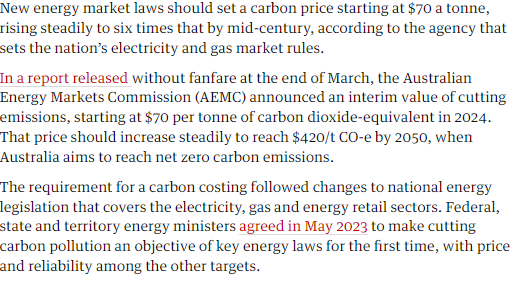 New energy market laws should set a carbon price starting at $70 a tonne,
rising steadily to six times that by mid-century, according to the agency that
sets the nation’s electricity and gas market rules.
In a report released without fanfare at the end of March, the Australian
Energy Markets Commission (AEMC) announced an interim value of cutting
emissions, starting at $70 per tonne of carbon dioxide-equivalent in 2024.
That price should increase steadily to reach $420/t CO-e by 2050, when
Australia aims to reach net zero carbon emissions.
The requirement for a carbon costing followed changes to national energy
legislation that covers the electricity, gas and energy retail sectors. Federal,
state and territory energy ministers agreed in May 2023 to make cutting
carbon pollution an objective of key energy laws for the first time, with price
and reliability among the other targets.